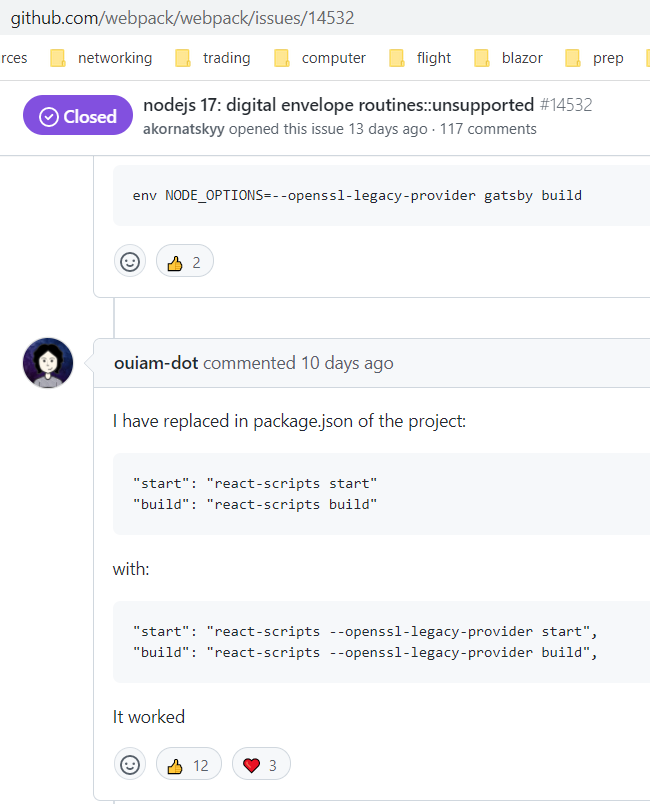 github.com/webpack/webpack/issues/14532
rces networking trading computer flight blazor prep
Closed
nodejs 17: digital envelope routines::unsupported #14532
akornatskyy opened this issue 13 days ago · 117 comments
env NODE_OPTIONS=--openssl-legacy-provider gatsby build
2
ouiam-dot commented 10 days ago
I have replaced in package.json of the project:
"start": "react-scripts start"
"build": "react-scripts build"
with:
"start": "react-scripts --openssl-legacy-provider start",
"build": "react-scripts --openssl-legacy-provider build",
It worked
12 3